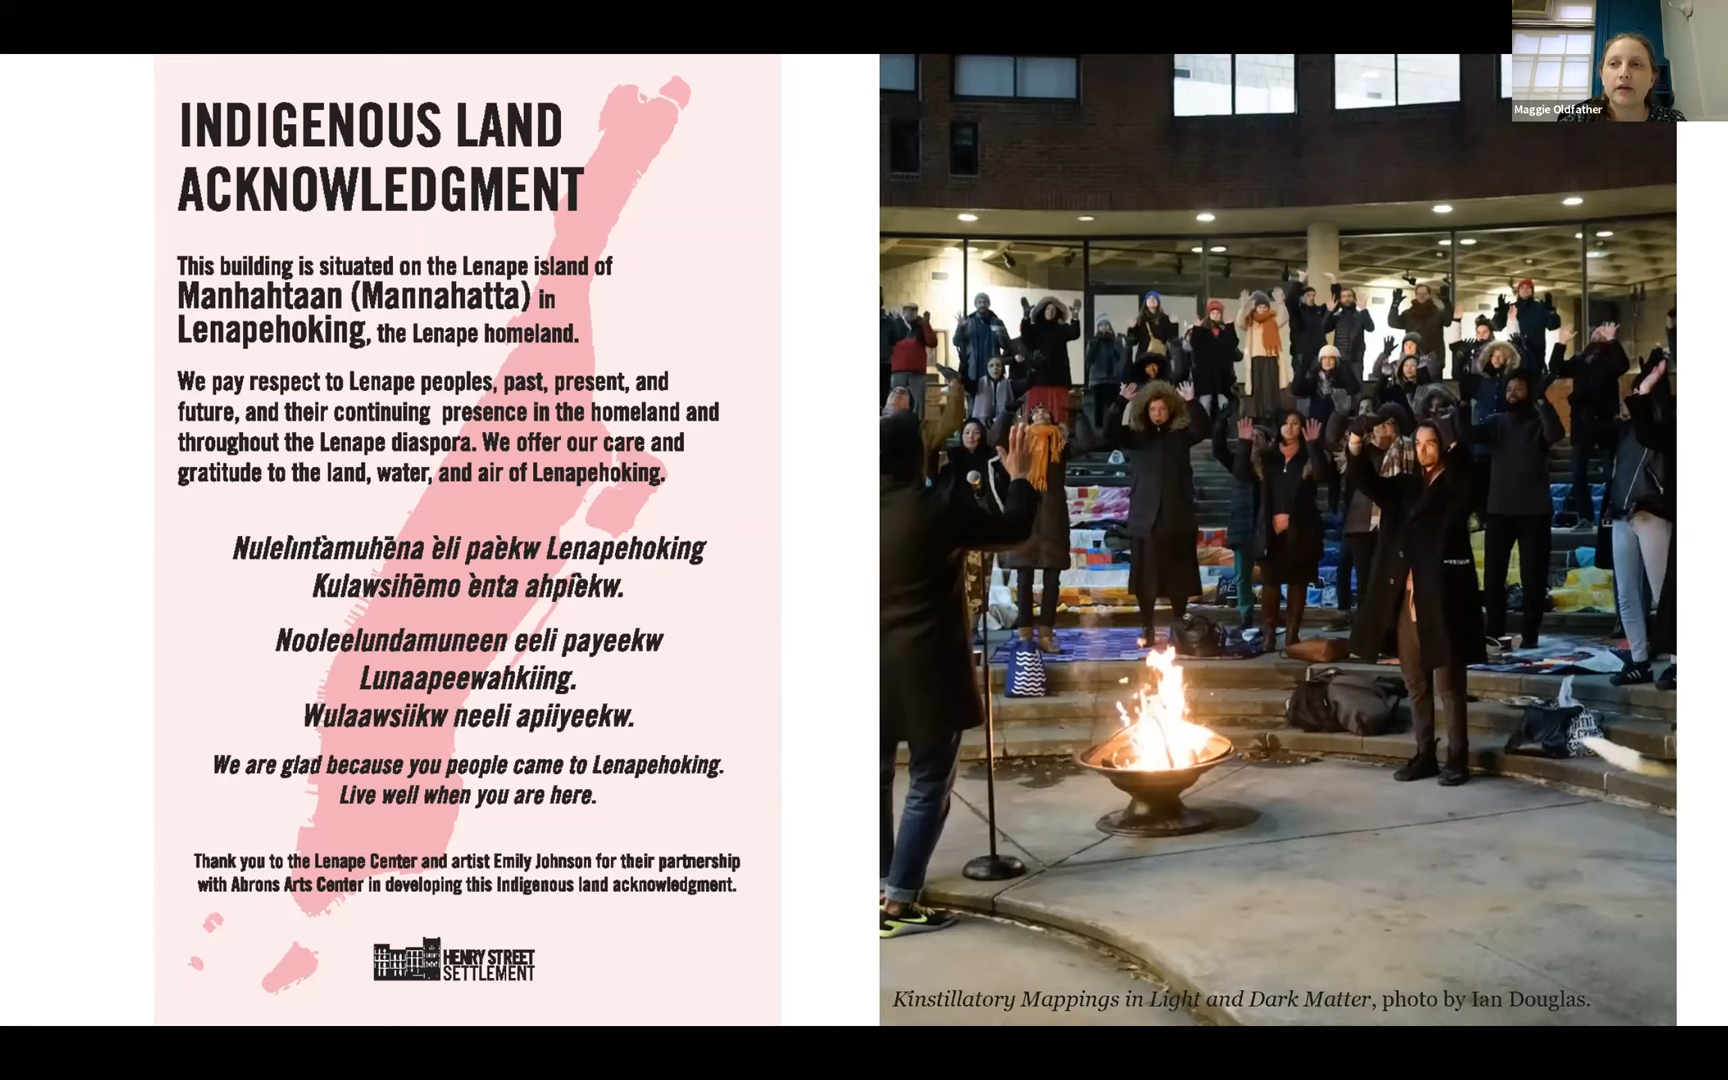 INDIGENOUS LAND
ACKNOWLEDGMENT
This building is situated on the Lenape island of
Manhahtaan (Mannahatta) in
Lenapehoking, the Lenape homeland.
We pay respect to Lenape peoples, past, present, and
future, and their continuing presence in the homeland and
throughout the Lenape diaspora. We offer our care and
gratitude to the land, water, and air of Lenapehoking.
Nulelìntàmuhëna èli paèkw Lenapehoking
Kulawsihëmo ènta ahpièkw.
Nooleelundamuneen eeli payeekw
Lunaapeewahkiing.
Wulaawsiikw neeli apiiyeekw.
We are glad because you people came to Lenapehoking.
Live well when you are here.
Thank you to the Lenape Center and artist Emily Johnson for their partnership
with Abrons Arts Center in developing this Indigenous land acknowledgment.
HENRY STREET
SETTLEMENT
Kinstillatory Mappings in Light and Dark Matter, photo by Ian Douglas.
Maggie Oldfather